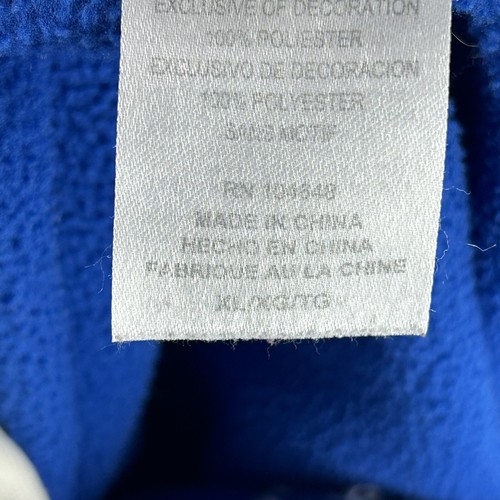 EXCLUSIVE OF DECORATION
100% POLIESTER
EXCLUSIVO DE DECORACION
100% POLYESTER
SANS MOTIF
RN 104648
MADE IN CHINA
HECHO EN CHINA
FABRIQUE AU LA CHINE
XL/XG/TG